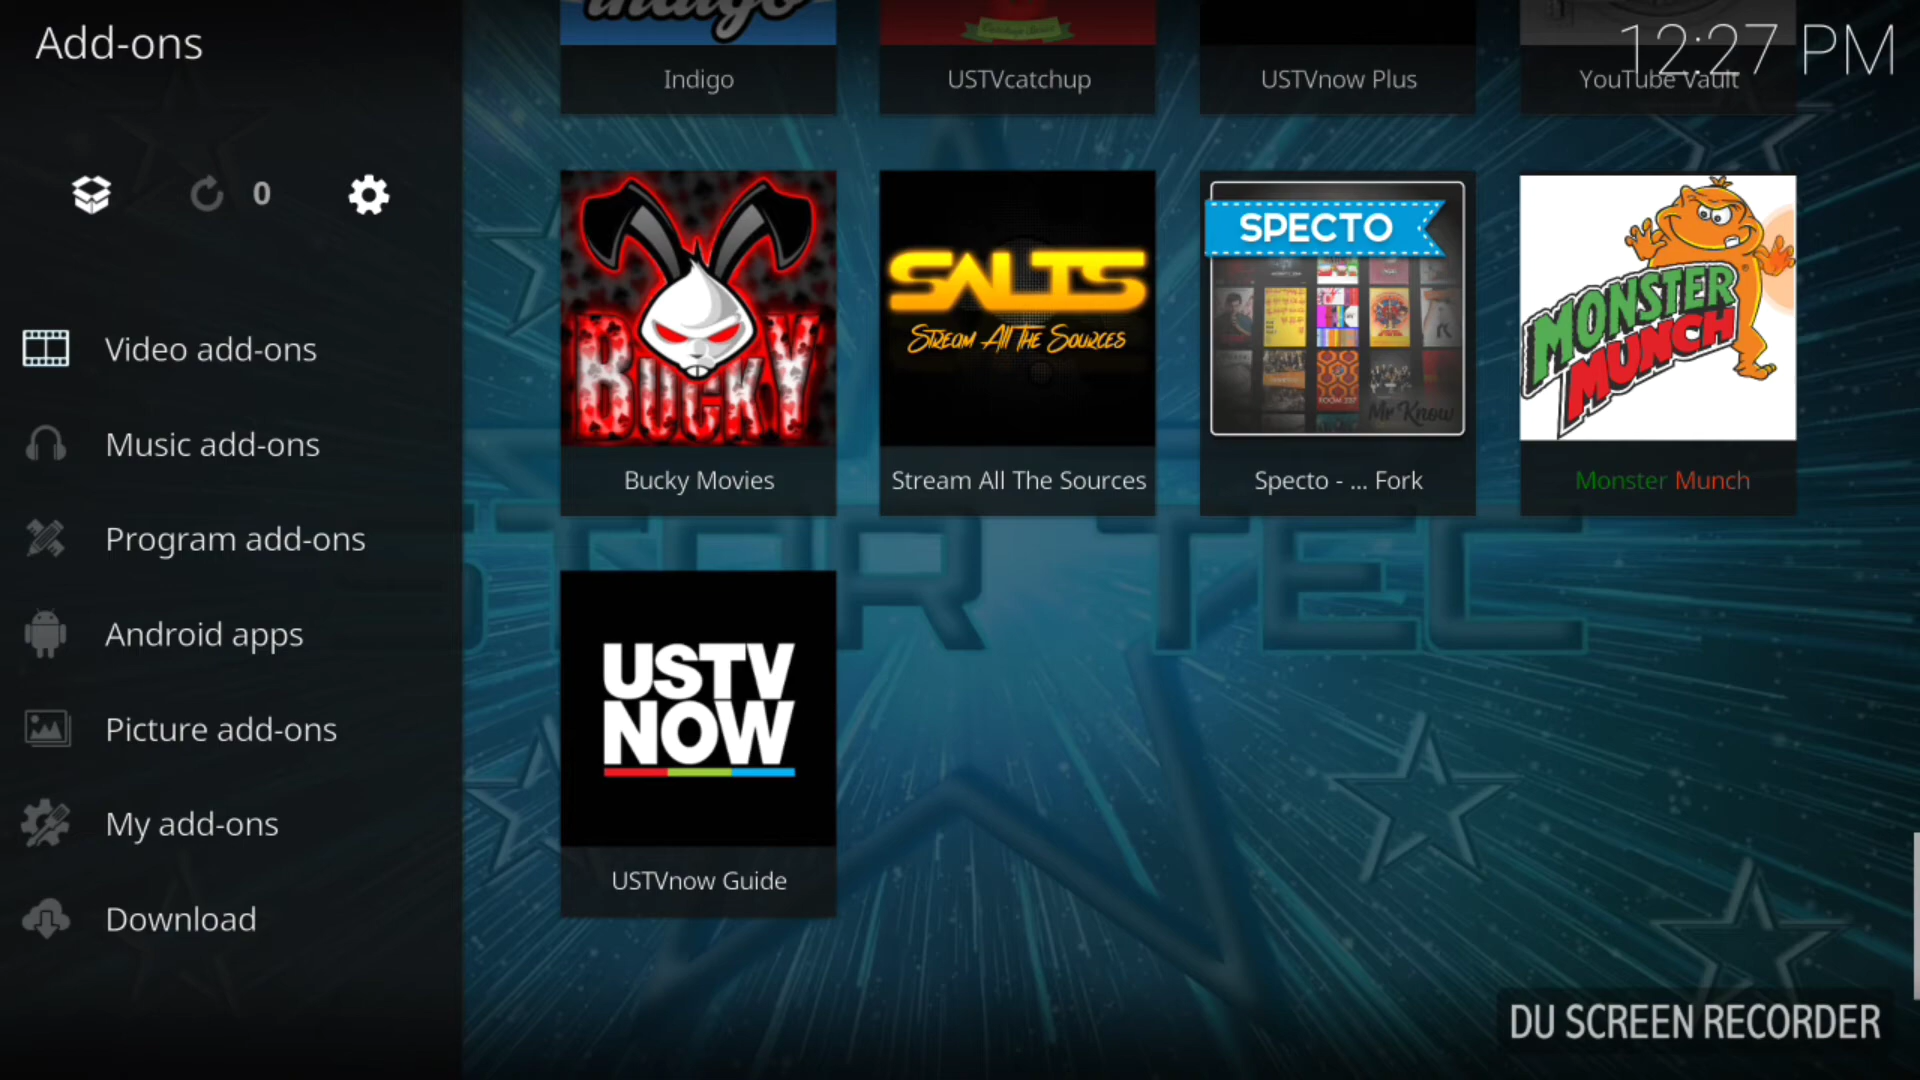 Add-ons
12:27 PM
indigo
Indigo
USTVcatchup
USTVnow Plus
YouTube Vault
0
Video add-ons
Music add-ons
Program add-ons
Android apps
Picture add-ons
My add-ons
Download
BUCKY
Bucky Movies
SALTS
STREAM ALL THE SOURCES
Stream All The Sources
SPECTO
Mr Know
Specto - ... Fork
MONSTER
MUNCH
Monster Munch
STAR TEC
USTV
NOW
USTVnow Guide
DU SCREEN RECORDER